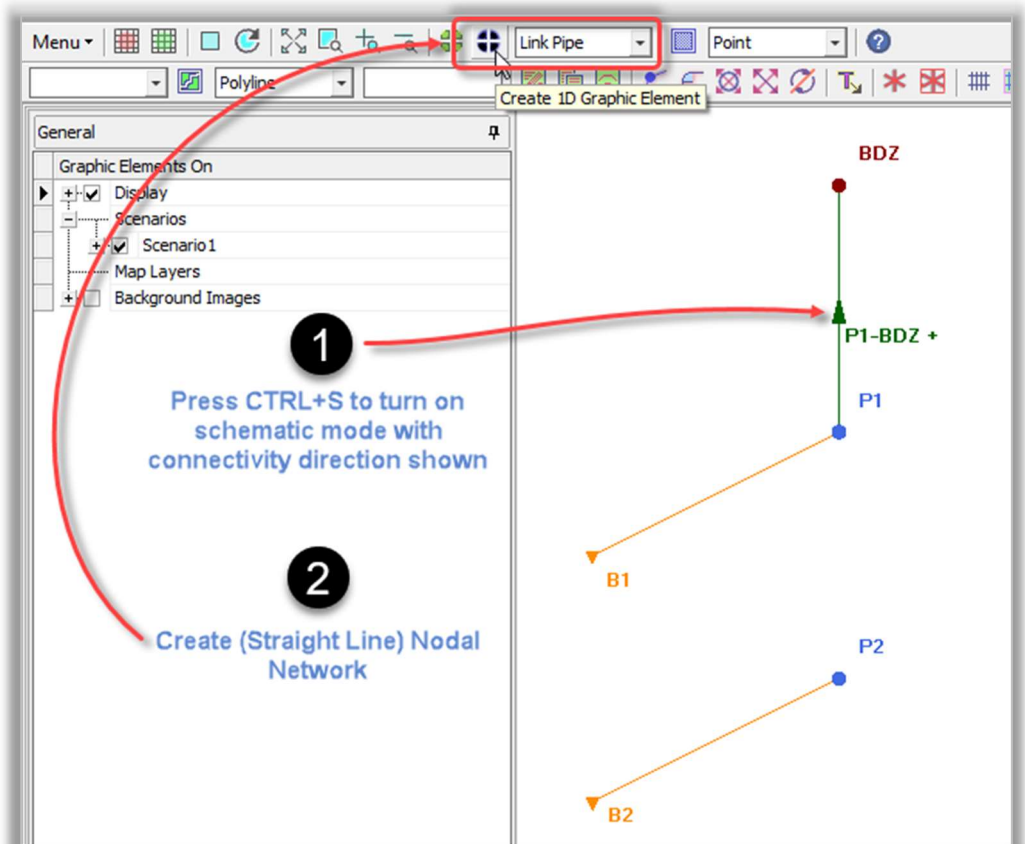 Menu
Link Pipe
Point
Polyline
Create 1D Graphic Element
General
Graphic Elements On
Display
Scenarios
Scenario1
Map Layers
Background Images
1
Press CTRL+S to turn on
schematic mode with
connectivity direction shown
2
Create (Straight Line) Nodal
Network
BDZ
P1-BDZ +
P1
B1
P2
B2